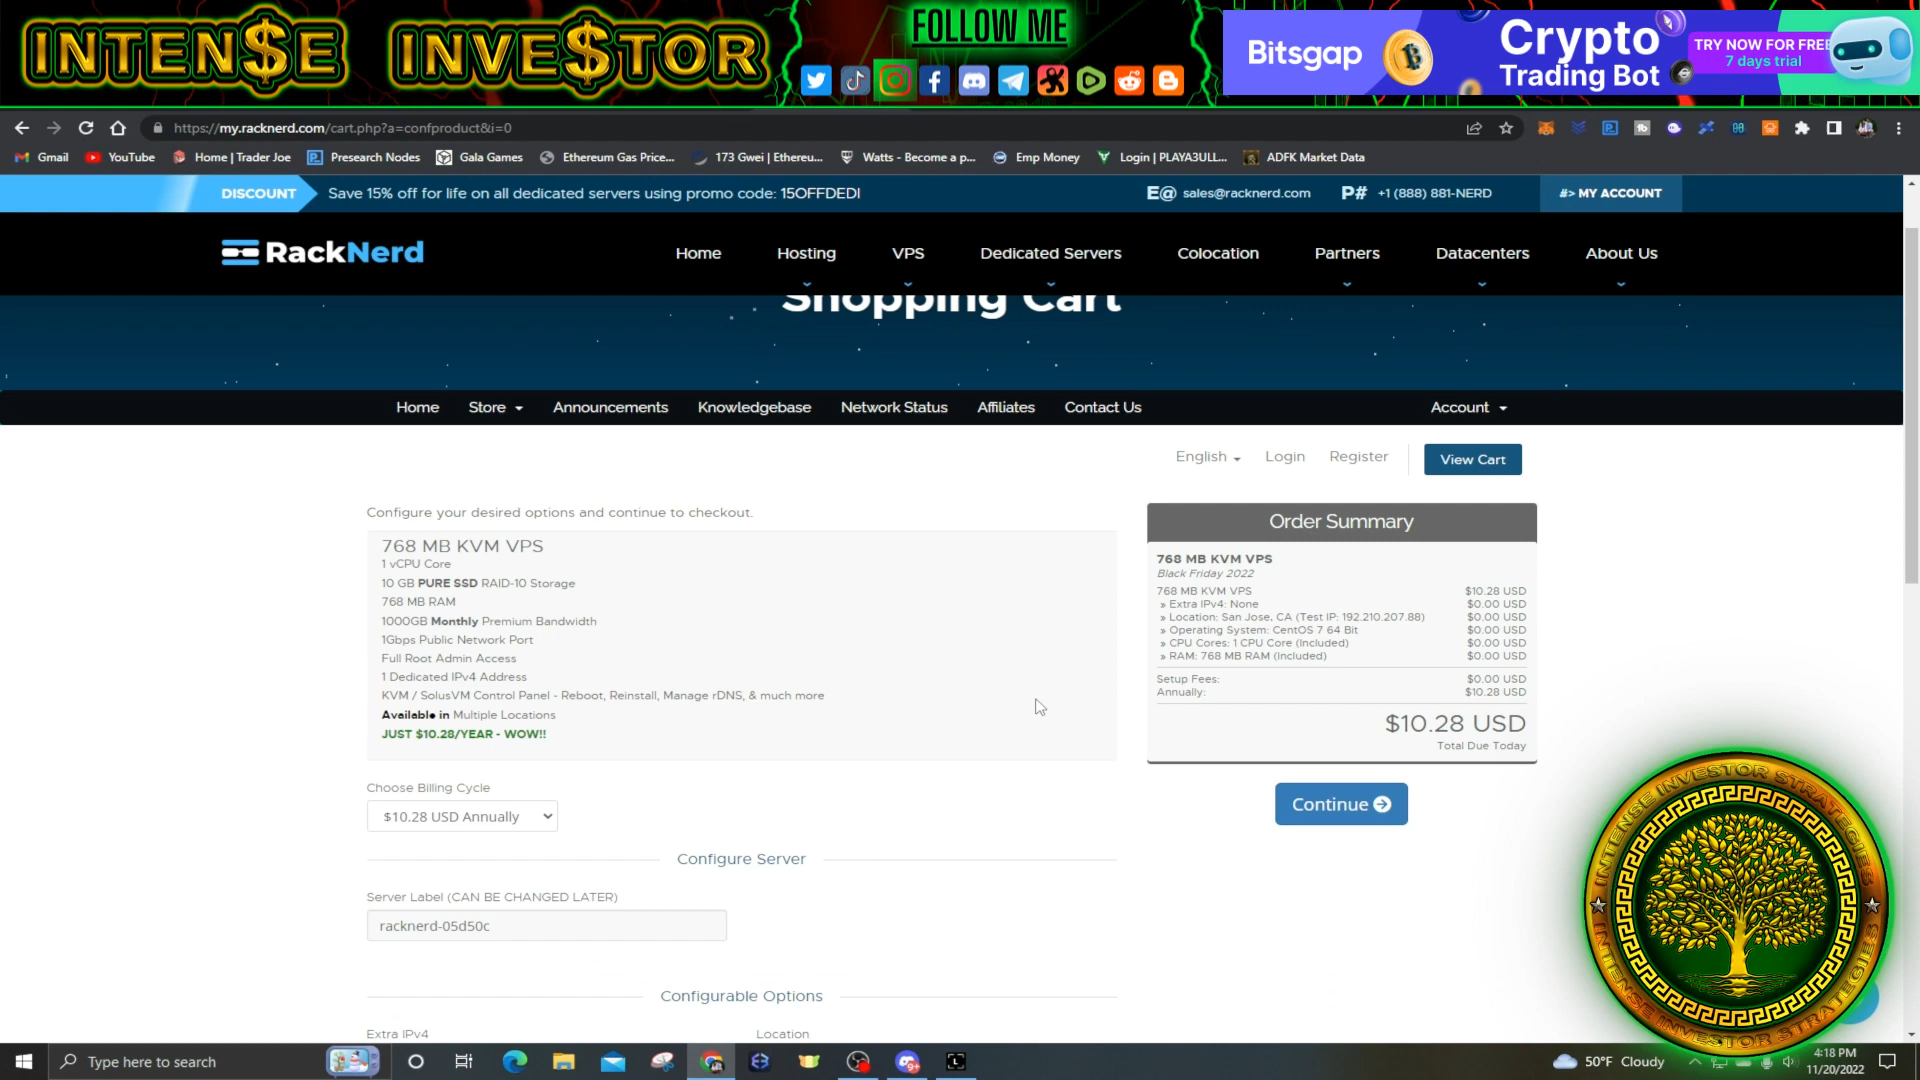 INTEN$E INVE$TOR
FOLLOW ME
Bitsgap
Crypto
Trading Bot
TRY NOW FOR FREE
7 days trial
https://my.racknerd.com/cart.php?a=confproduct&i=0
Gmail YouTube Home | Trader Joe Presearch Nodes Gala Games Ethereum Gas Price... 173 Gwei | Ethereu... Watts - Become a p... Emp Money Login | PLAYA3ULL... ADFK Market Data
DISCOUNT Save 15% off for life on all dedicated servers using promo code: 15OFFDEDI E@ sales@racknerd.com P# +1 (888) 881-NERD #> MY ACCOUNT
RackNerd Home Hosting VPS Dedicated Servers Colocation Partners Datacenters About Us
Shopping Cart
Home Store Announcements Knowledgebase Network Status Affiliates Contact Us Account
English Login Register View Cart
Configure your desired options and continue to checkout.
768 MB KVM VPS
1 vCPU Core
10 GB PURE SSD RAID-10 Storage
768 MB RAM
1000GB Monthly Premium Bandwidth
1Gbps Public Network Port
Full Root Admin Access
1 Dedicated IPv4 Address
KVM / SolusVM Control Panel - Reboot, Reinstall, Manage rDNS, & much more
Available in Multiple Locations
JUST $10.28/YEAR - WOW!!
Choose Billing Cycle
$10.28 USD Annually
Configure Server
Server Label (CAN BE CHANGED LATER)
racknerd-05d50c
Configurable Options
Extra IPv4 Location
Order Summary
768 MB KVM VPS
Black Friday 2022
768 MB KVM VPS $10.28 USD
» Extra IPv4: None $0.00 USD
» Location: San Jose, CA (Test IP: 192.210.207.88) $0.00 USD
» Operating System: CentOS 7 64 Bit $0.00 USD
» CPU Cores: 1 CPU Core (Included) $0.00 USD
» RAM: 768 MB RAM (Included) $0.00 USD
Setup Fees: $0.00 USD
Annually: $10.28 USD
$10.28 USD
Total Due Today
Continue
INTENSE INVESTOR STRATEGIES
INTENSE INVESTOR STRATEGIES
Type here to search
50°F Cloudy
4:18 PM
11/20/2022